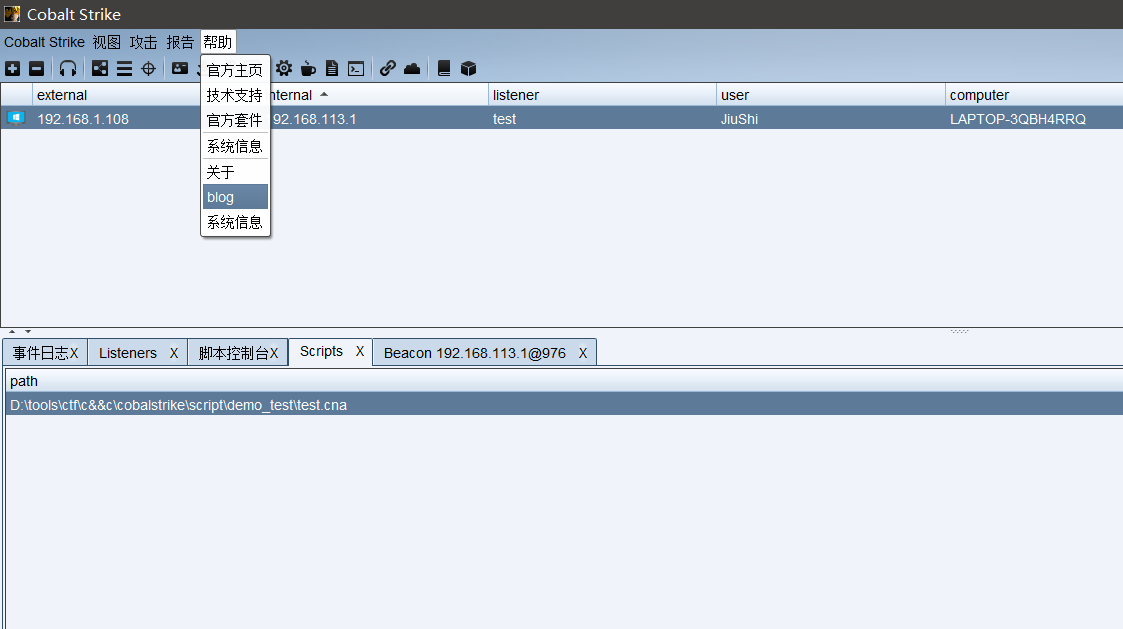 Cobalt Strike
Cobalt Strike 视图 攻击 报告 帮助
官方主页
技术支持
官方套件
系统信息
关于
blog
系统信息
external nternal listener user computer
192.168.1.108 92.168.113.1 test JiuShi LAPTOP-3QBH4RRQ
事件日志X Listeners X 脚本控制台X Scripts X Beacon 192.168.113.1@976 X
path
D:\tools\ctf\c&&c\cobalstrike\script\demo_test\test.cna